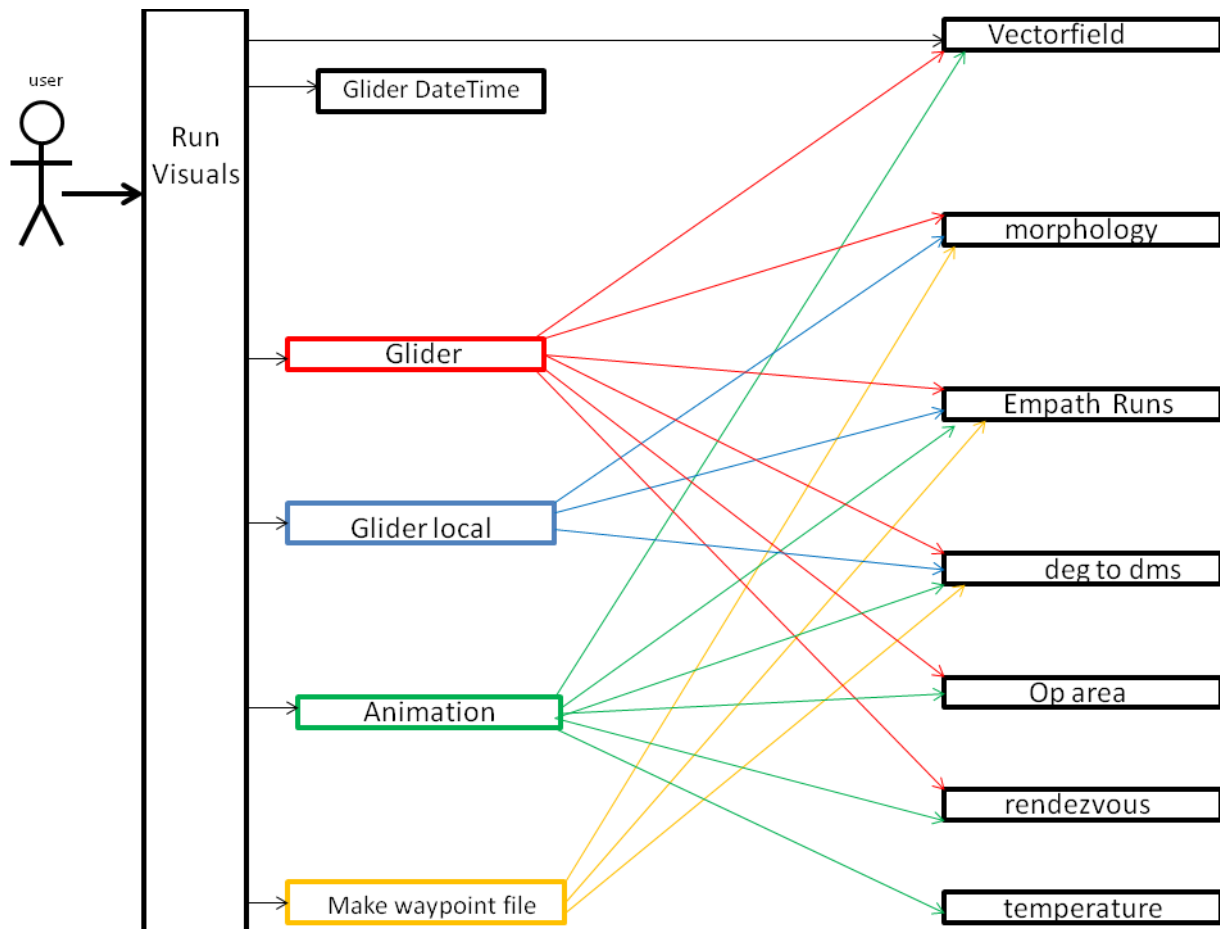 user
Run
Visuals
Glider DateTime
Glider
Glider local
Animation
Make waypoint file
Vectorfield
morphology
Empath Runs
deg to dms
Op area
rendezvous
temperature